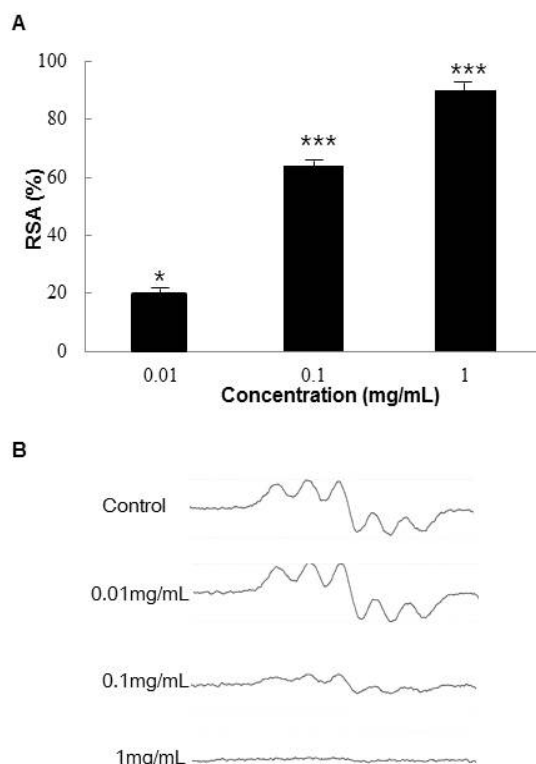 A
100
***
80
***
60
RSA (%)
40
*
20
0
0.01 0.1 1
Concentration (mg/mL)
B
Control
0.01mg/mL
0.1mg/mL
1mg/mL